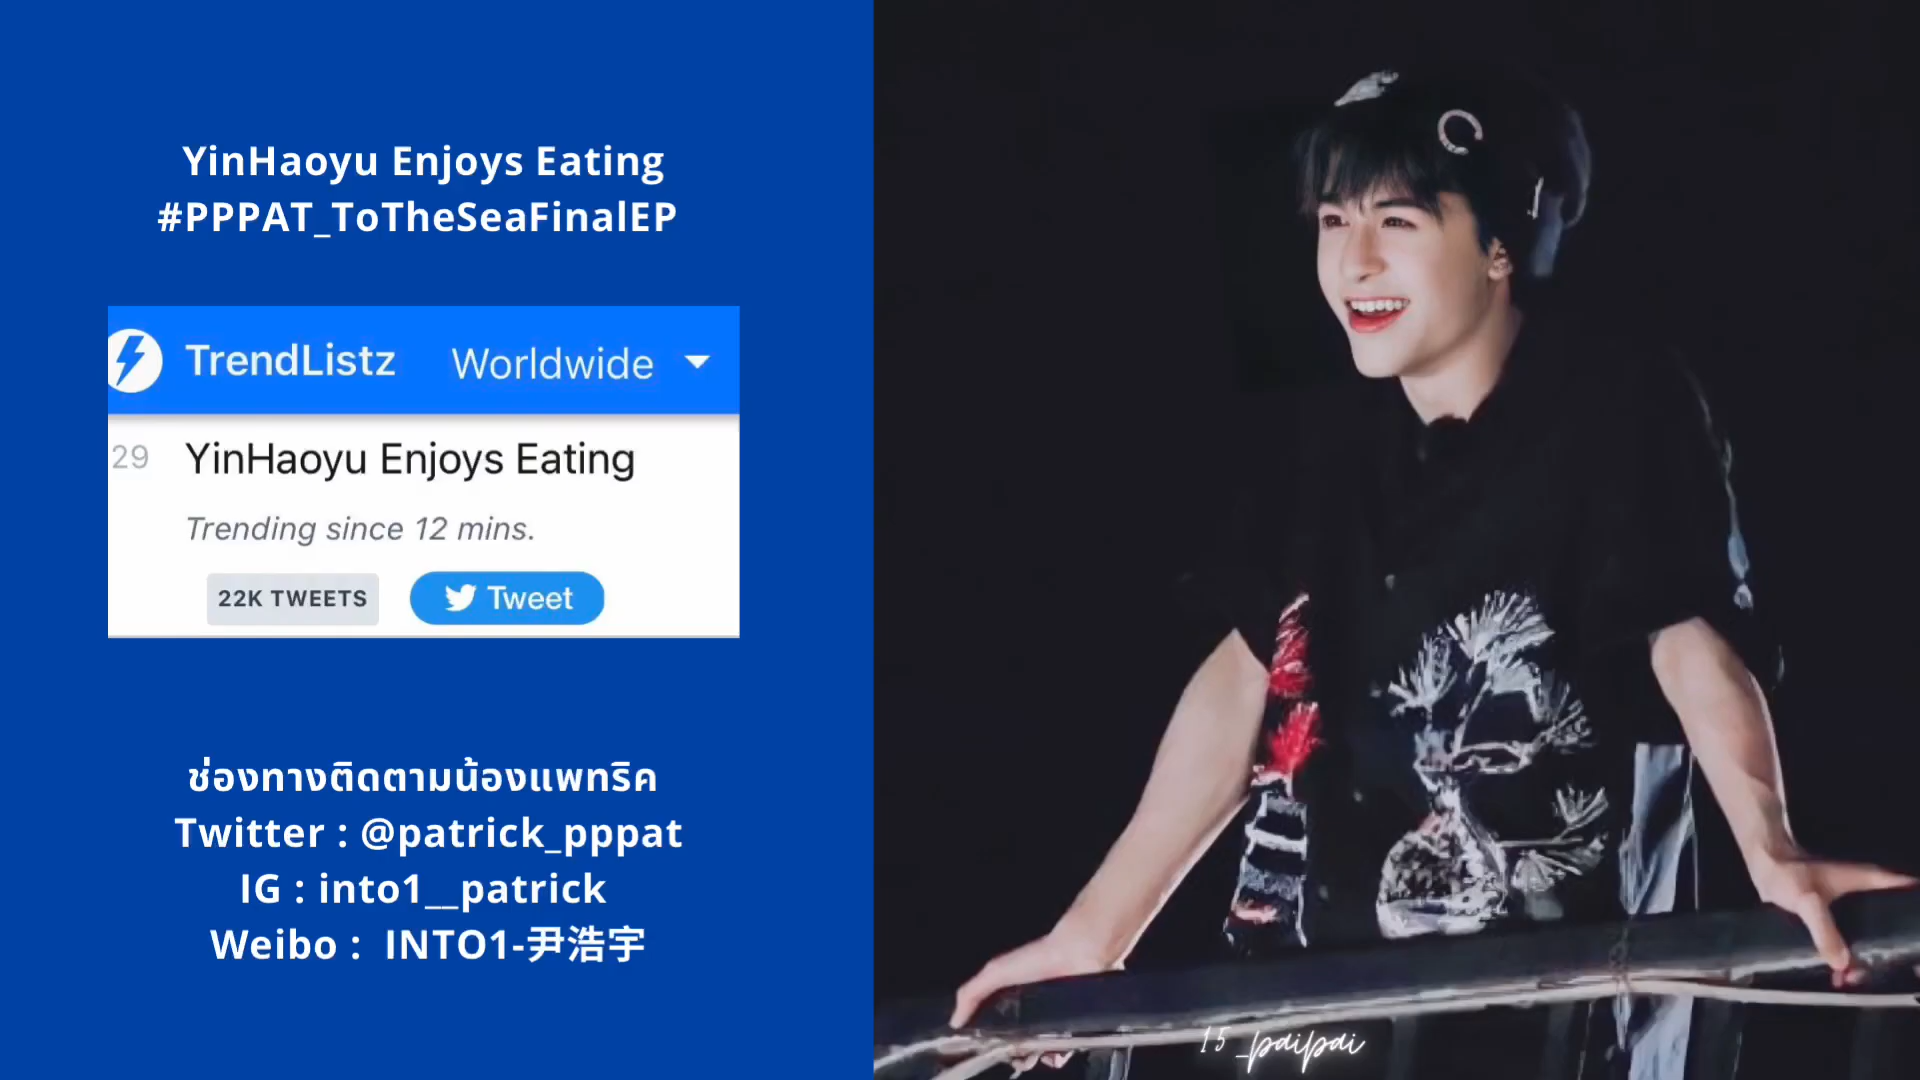 YinHaoyu Enjoys Eating
#PPPAT_ToTheSeaFinalEP
TrendListz Worldwide
29 YinHaoyu Enjoys Eating
Trending since 12 mins.
22K TWEETS Tweet
ช่องทางติดตามน้องแพทริค
Twitter : @patrick_pppat
IG : into1__patrick
Weibo : INTO1-尹浩宇
15_paipai